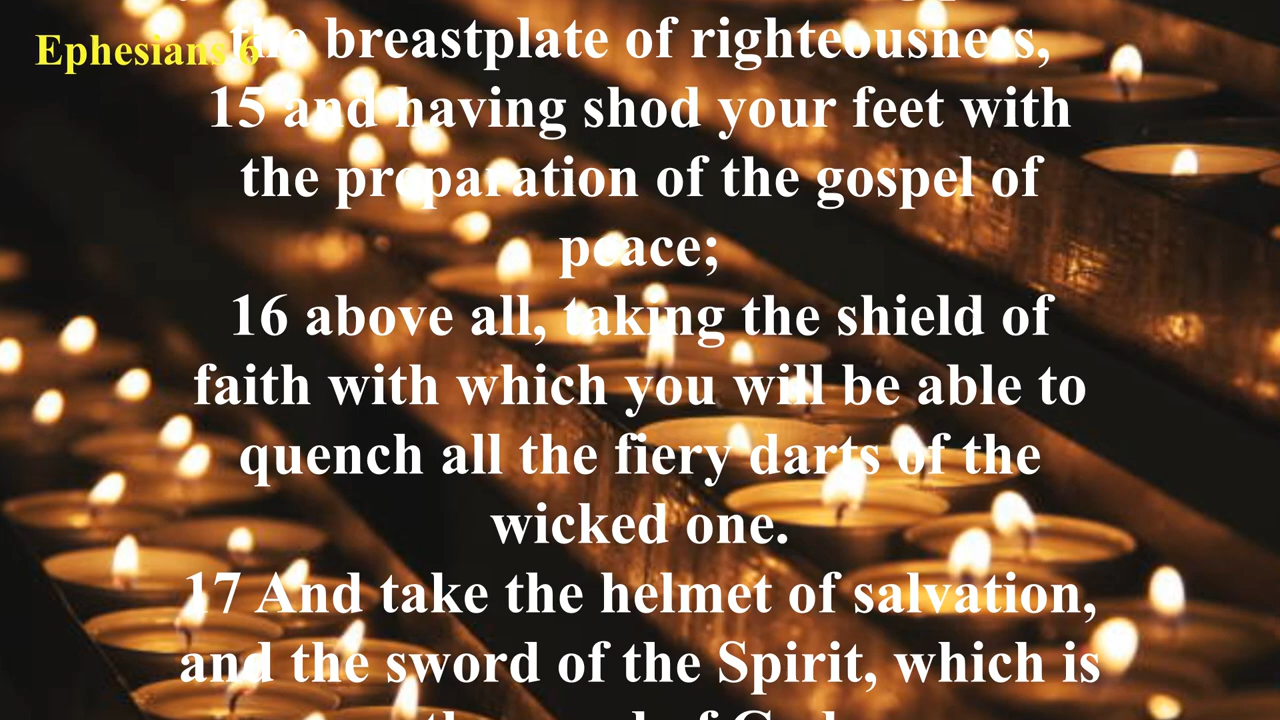 Ephesians 6
the breastplate of righteousness,
15 and having shod your feet with
the preparation of the gospel of
peace;
16 above all, taking the shield of
faith with which you will be able to
quench all the fiery darts of the
wicked one.
17 And take the helmet of salvation,
and the sword of the Spirit, which is